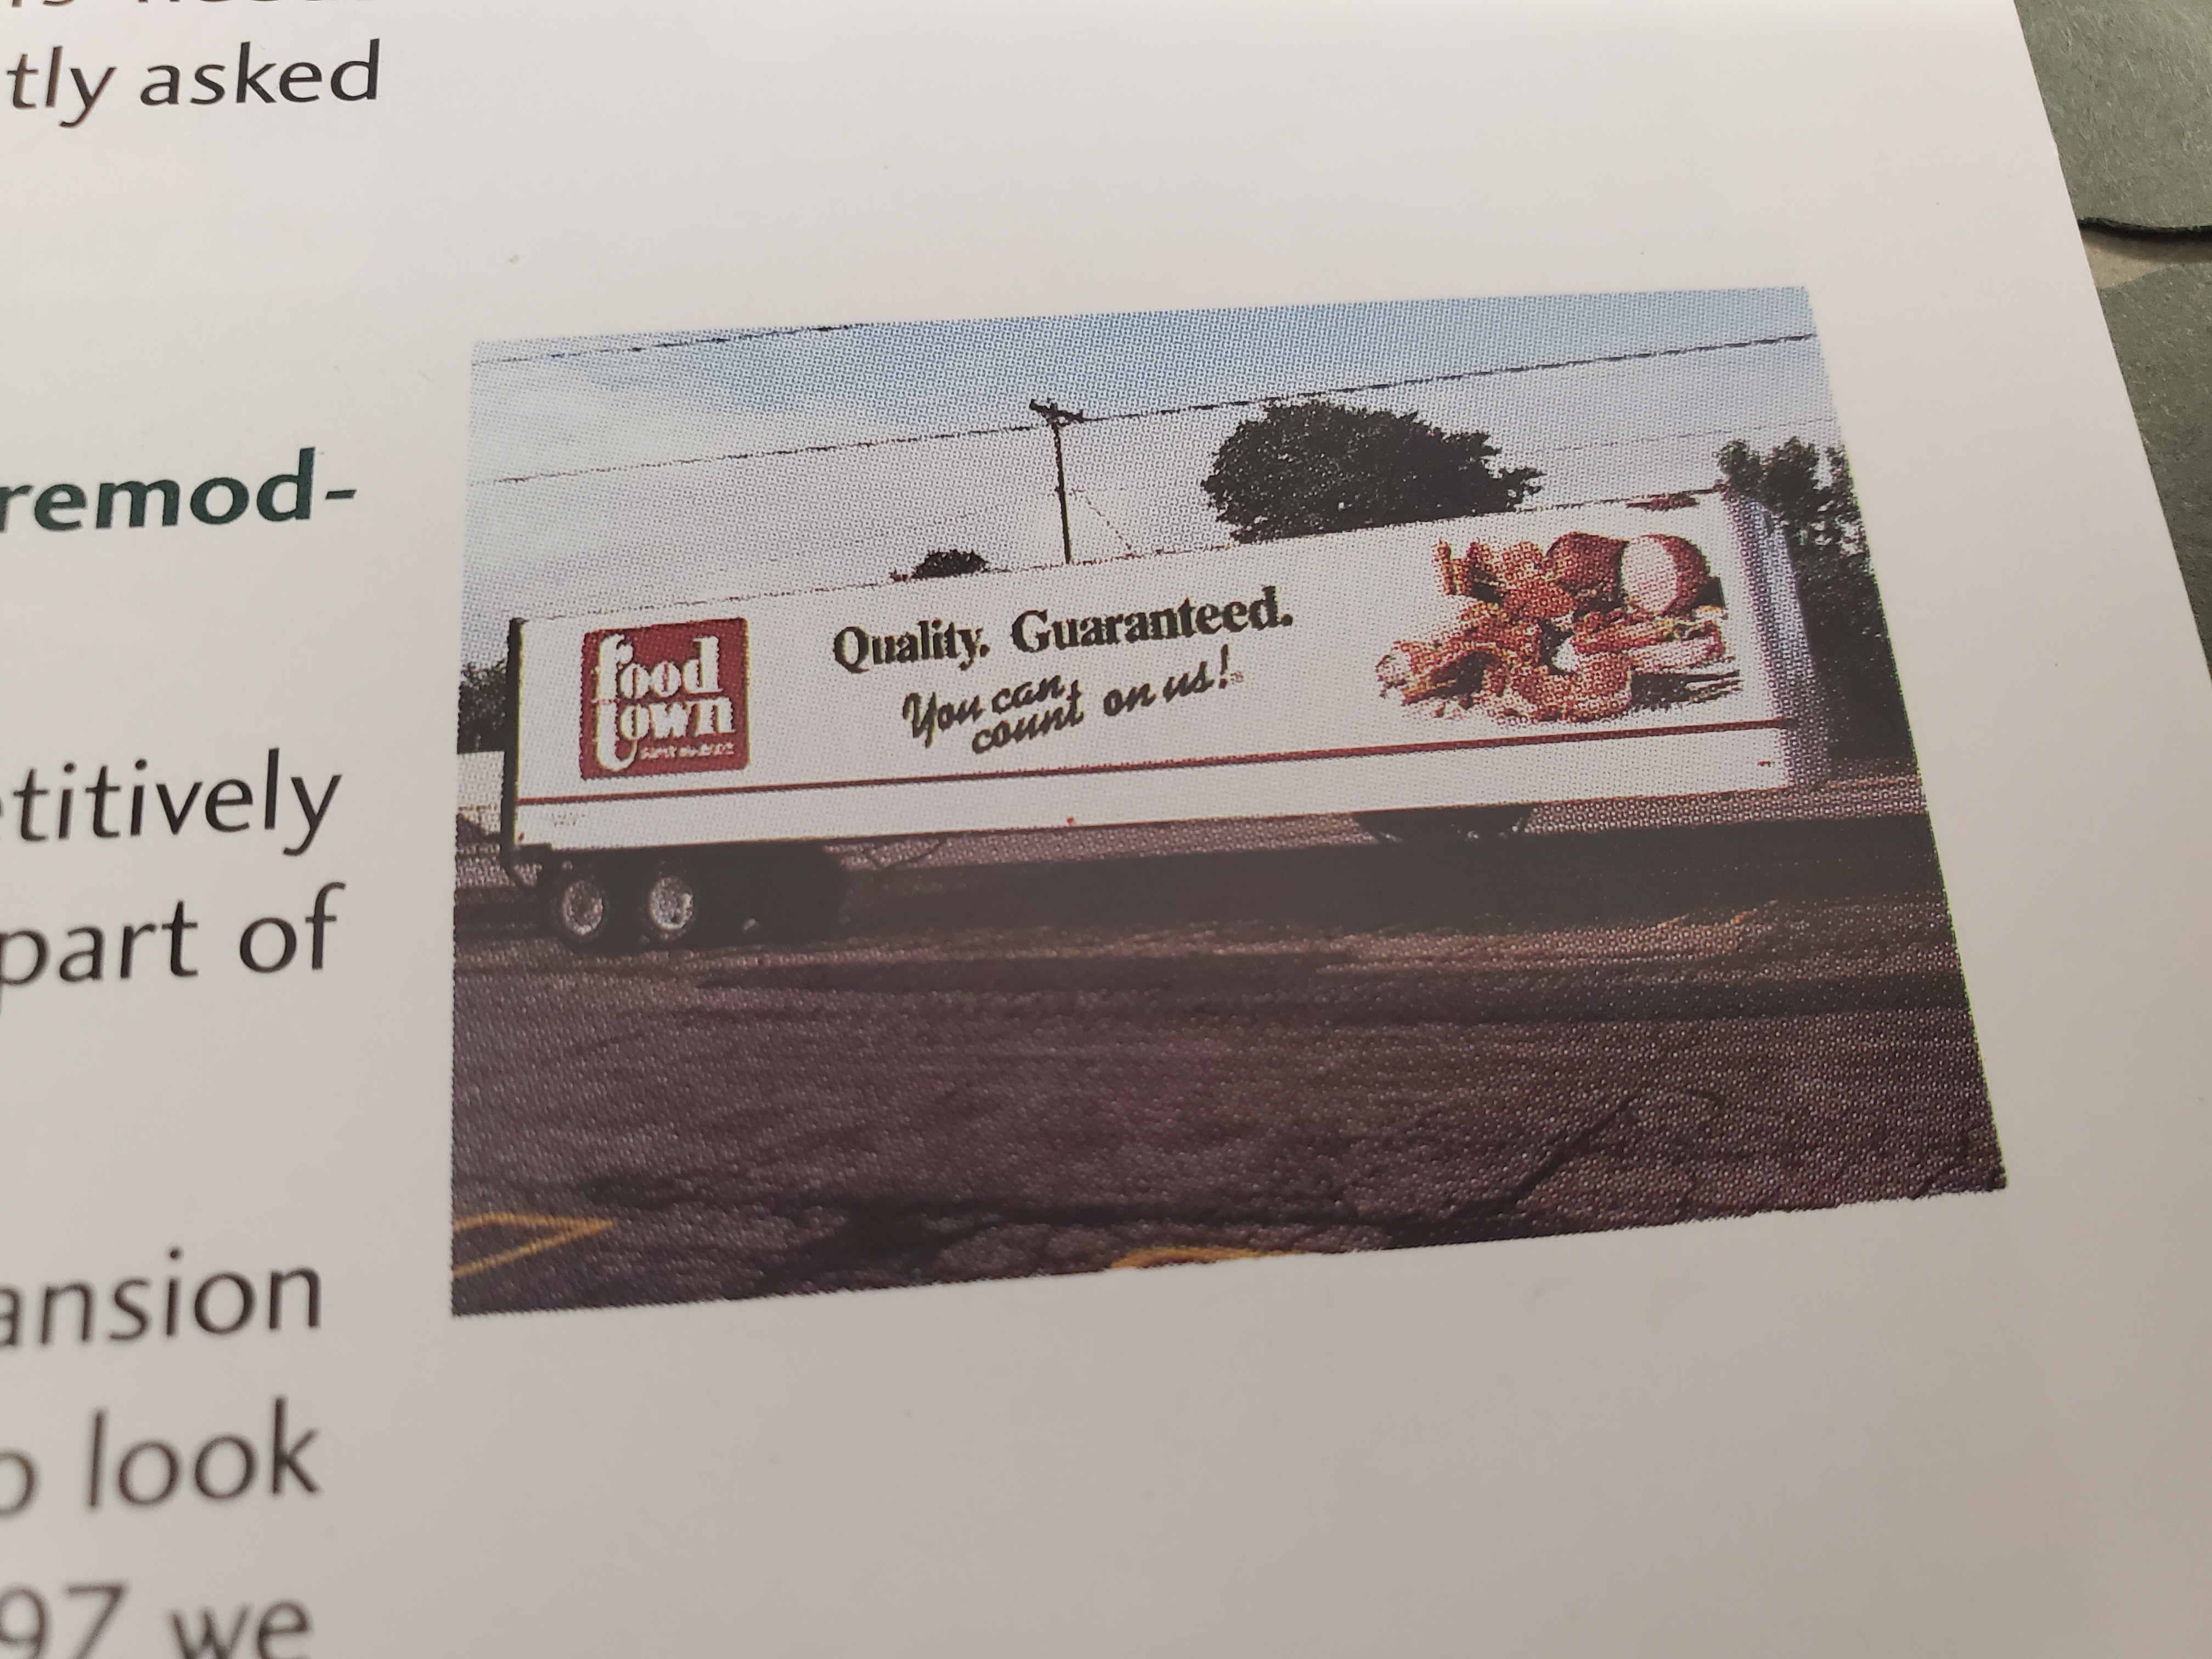 tly asked
remod-
titively
part of
ansion
o look
97 we
food
town
Quality. Guaranteed.
You can
count on us!